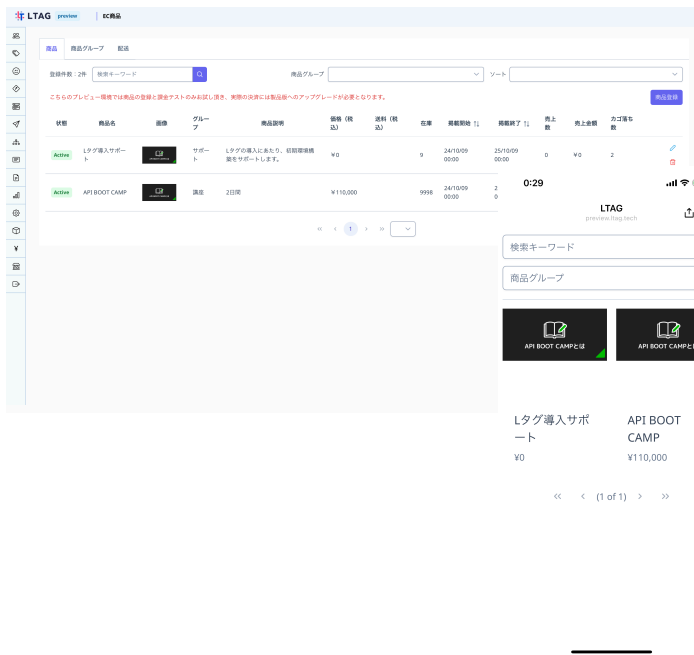 LTAG preview EC商品
商品 商品グループ 配送
登録件数：2件 検索キーワード 商品グループ ソート
こちらのプレビュー環境では商品の登録と課金テストのみお試し頂き、実際の決済には製品版へのアップグレードが必要となります。 商品登録
状態 商品名 画像 グループ 商品説明 価格（税込） 送料（税込） 在庫 掲載開始 掲載終了 売上数 売上金額 カゴ落ち数
Active Lタグ導入サポート サポート Lタグの導入にあたり、初期環境構築をサポートします。 ￥0 9 24/10/09 00:00 25/10/09 00:00 0 ￥0 2
Active API BOOT CAMP 講座 2日間 ￥110,000 9998 24/10/09 00:00
1
0:29
LTAG
preview.ltag.tech
検索キーワード
商品グループ
API BOOT CAMPとは API BOOT CAMPと
Lタグ導入サポート
¥0
API BOOT CAMP
¥110,000
(1 of 1)